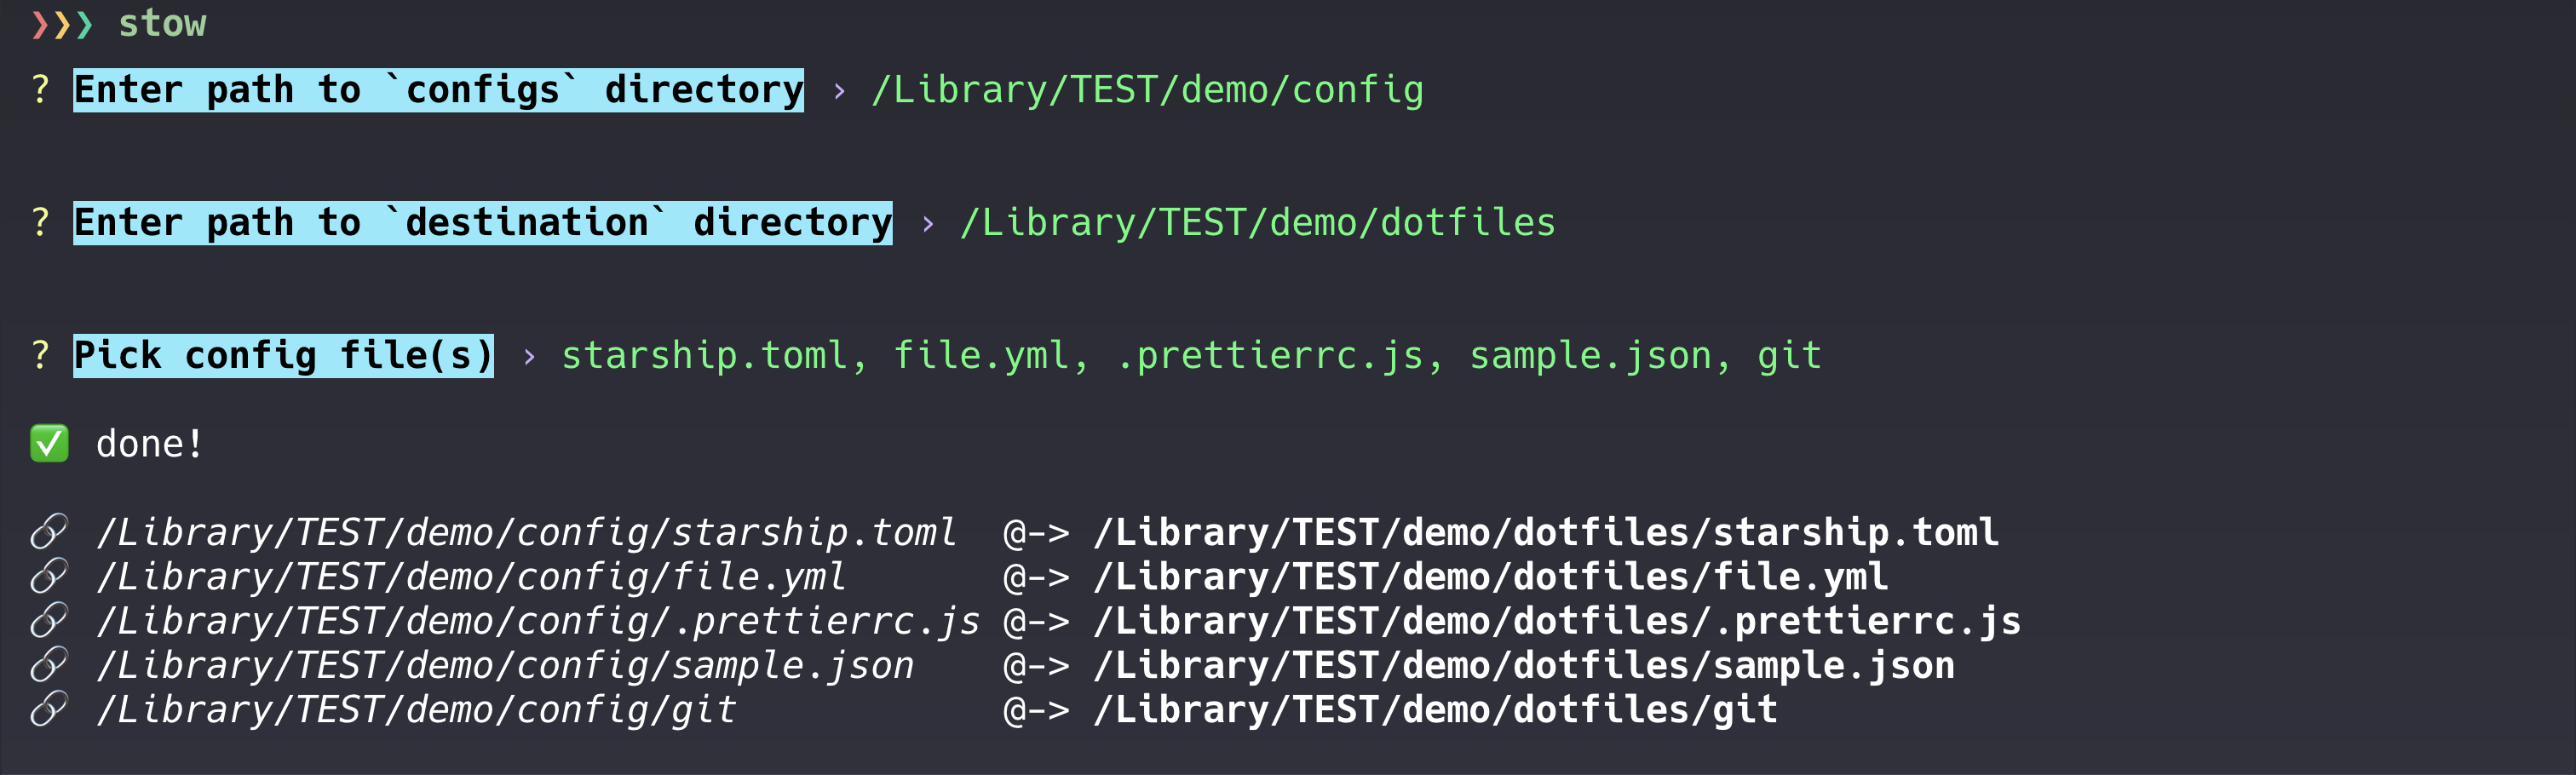 ❯❯❯ stow
? Enter path to `configs` directory › /Library/TEST/demo/config
? Enter path to `destination` directory › /Library/TEST/demo/dotfiles
? Pick config file(s) › starship.toml, file.yml, .prettierrc.js, sample.json, git
✅ done!
🔗 /Library/TEST/demo/config/starship.toml @-> /Library/TEST/demo/dotfiles/starship.toml
🔗 /Library/TEST/demo/config/file.yml @-> /Library/TEST/demo/dotfiles/file.yml
🔗 /Library/TEST/demo/config/.prettierrc.js @-> /Library/TEST/demo/dotfiles/.prettierrc.js
🔗 /Library/TEST/demo/config/sample.json @-> /Library/TEST/demo/dotfiles/sample.json
🔗 /Library/TEST/demo/config/git @-> /Library/TEST/demo/dotfiles/git